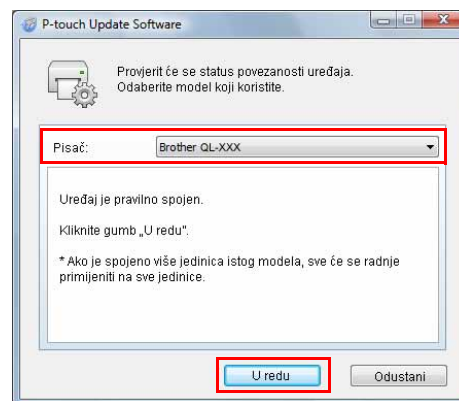 P-touch Update Software
Provjerit će se status povezanosti uređaja.
Odaberite model koji koristite.
Pisač:
Brother QL-XXX
Uređaj je pravilno spojen.
Kliknite gumb „U redu".
* Ako je spojeno više jedinica istog modela, sve će se radnje
primijeniti na sve jedinice.
U redu
Odustani